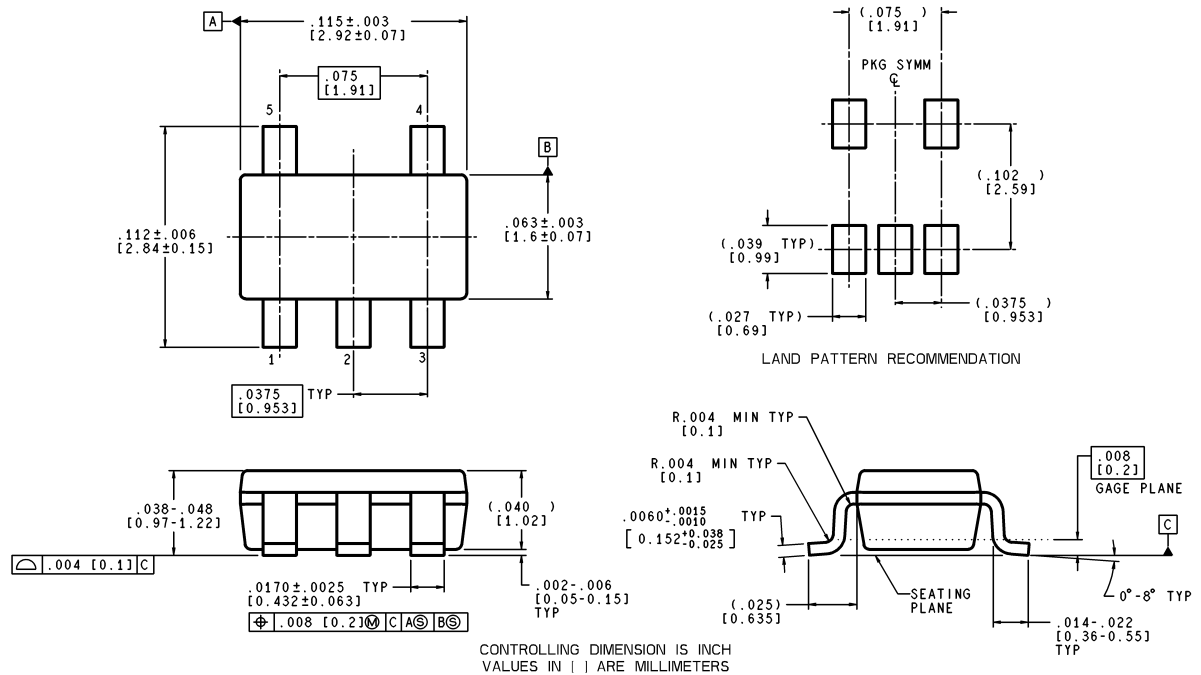 A
.115±.003
[2.92±0.07]
.075
[1.91]
5
4
B
.112±.006
[2.84±0.15]
.063±.003
[1.6±0.07]
1
2
3
.0375
[0.953]
TYP
(.075 )
[1.91]
PKG SYMM
℄
(.102 )
[2.59]
(.039 TYP)
[0.99]
(.027 TYP)
[0.69]
(.0375 )
[0.953]
LAND PATTERN RECOMMENDATION
.038-.048
[0.97-1.22]
(.040 )
[1.02]
⌓ .004 [0.1] C
.0170±.0025 TYP
[0.432±0.063]
⌖ .008 [0.2]Ⓜ C AⓈ BⓈ
.002-.006
[0.05-0.15]
TYP
R.004 MIN TYP
[0.1]
R.004 MIN TYP
[0.1]
.0060+.0015 -.0010 TYP
[0.152+0.038 -0.025]
.008
[0.2]
GAGE PLANE
C
SEATING
PLANE
(.025)
[0.635]
0°-8° TYP
.014-.022
[0.36-0.55]
TYP
CONTROLLING DIMENSION IS INCH
VALUES IN [ ] ARE MILLIMETERS